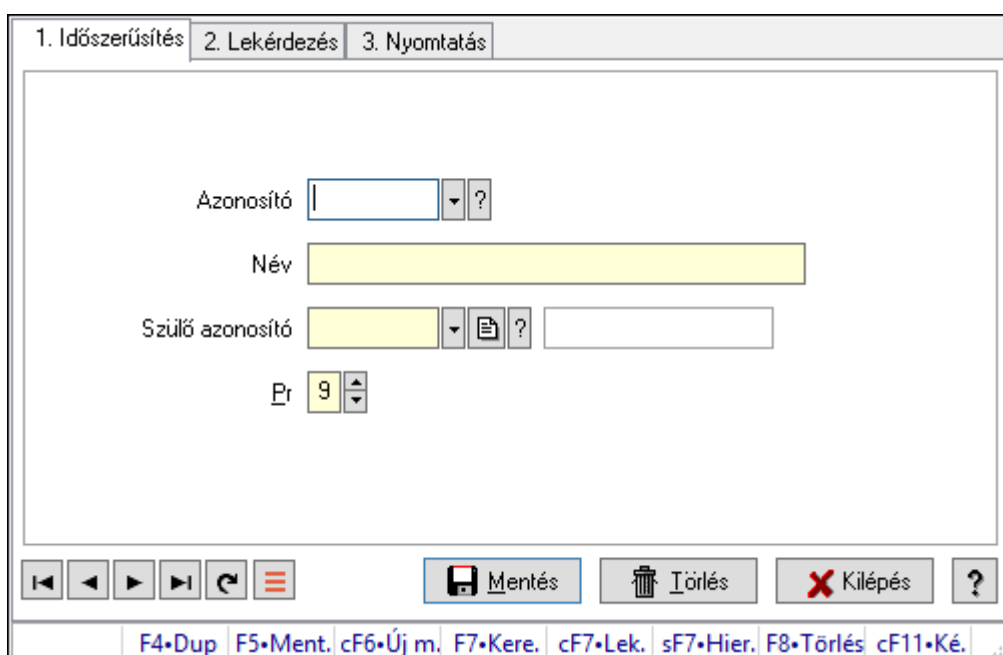 1. Időszerűsítés 2. Lekérdezés 3. Nyomtatás
Azonosító ?
Név
Szülő azonosító ?
Pr 9
Mentés Törlés Kilépés ?
F4•Dup F5•Ment. cF6•Új m. F7•Kere. cF7•Lek. sF7•Hier. F8•Törlés cF11•Ké.